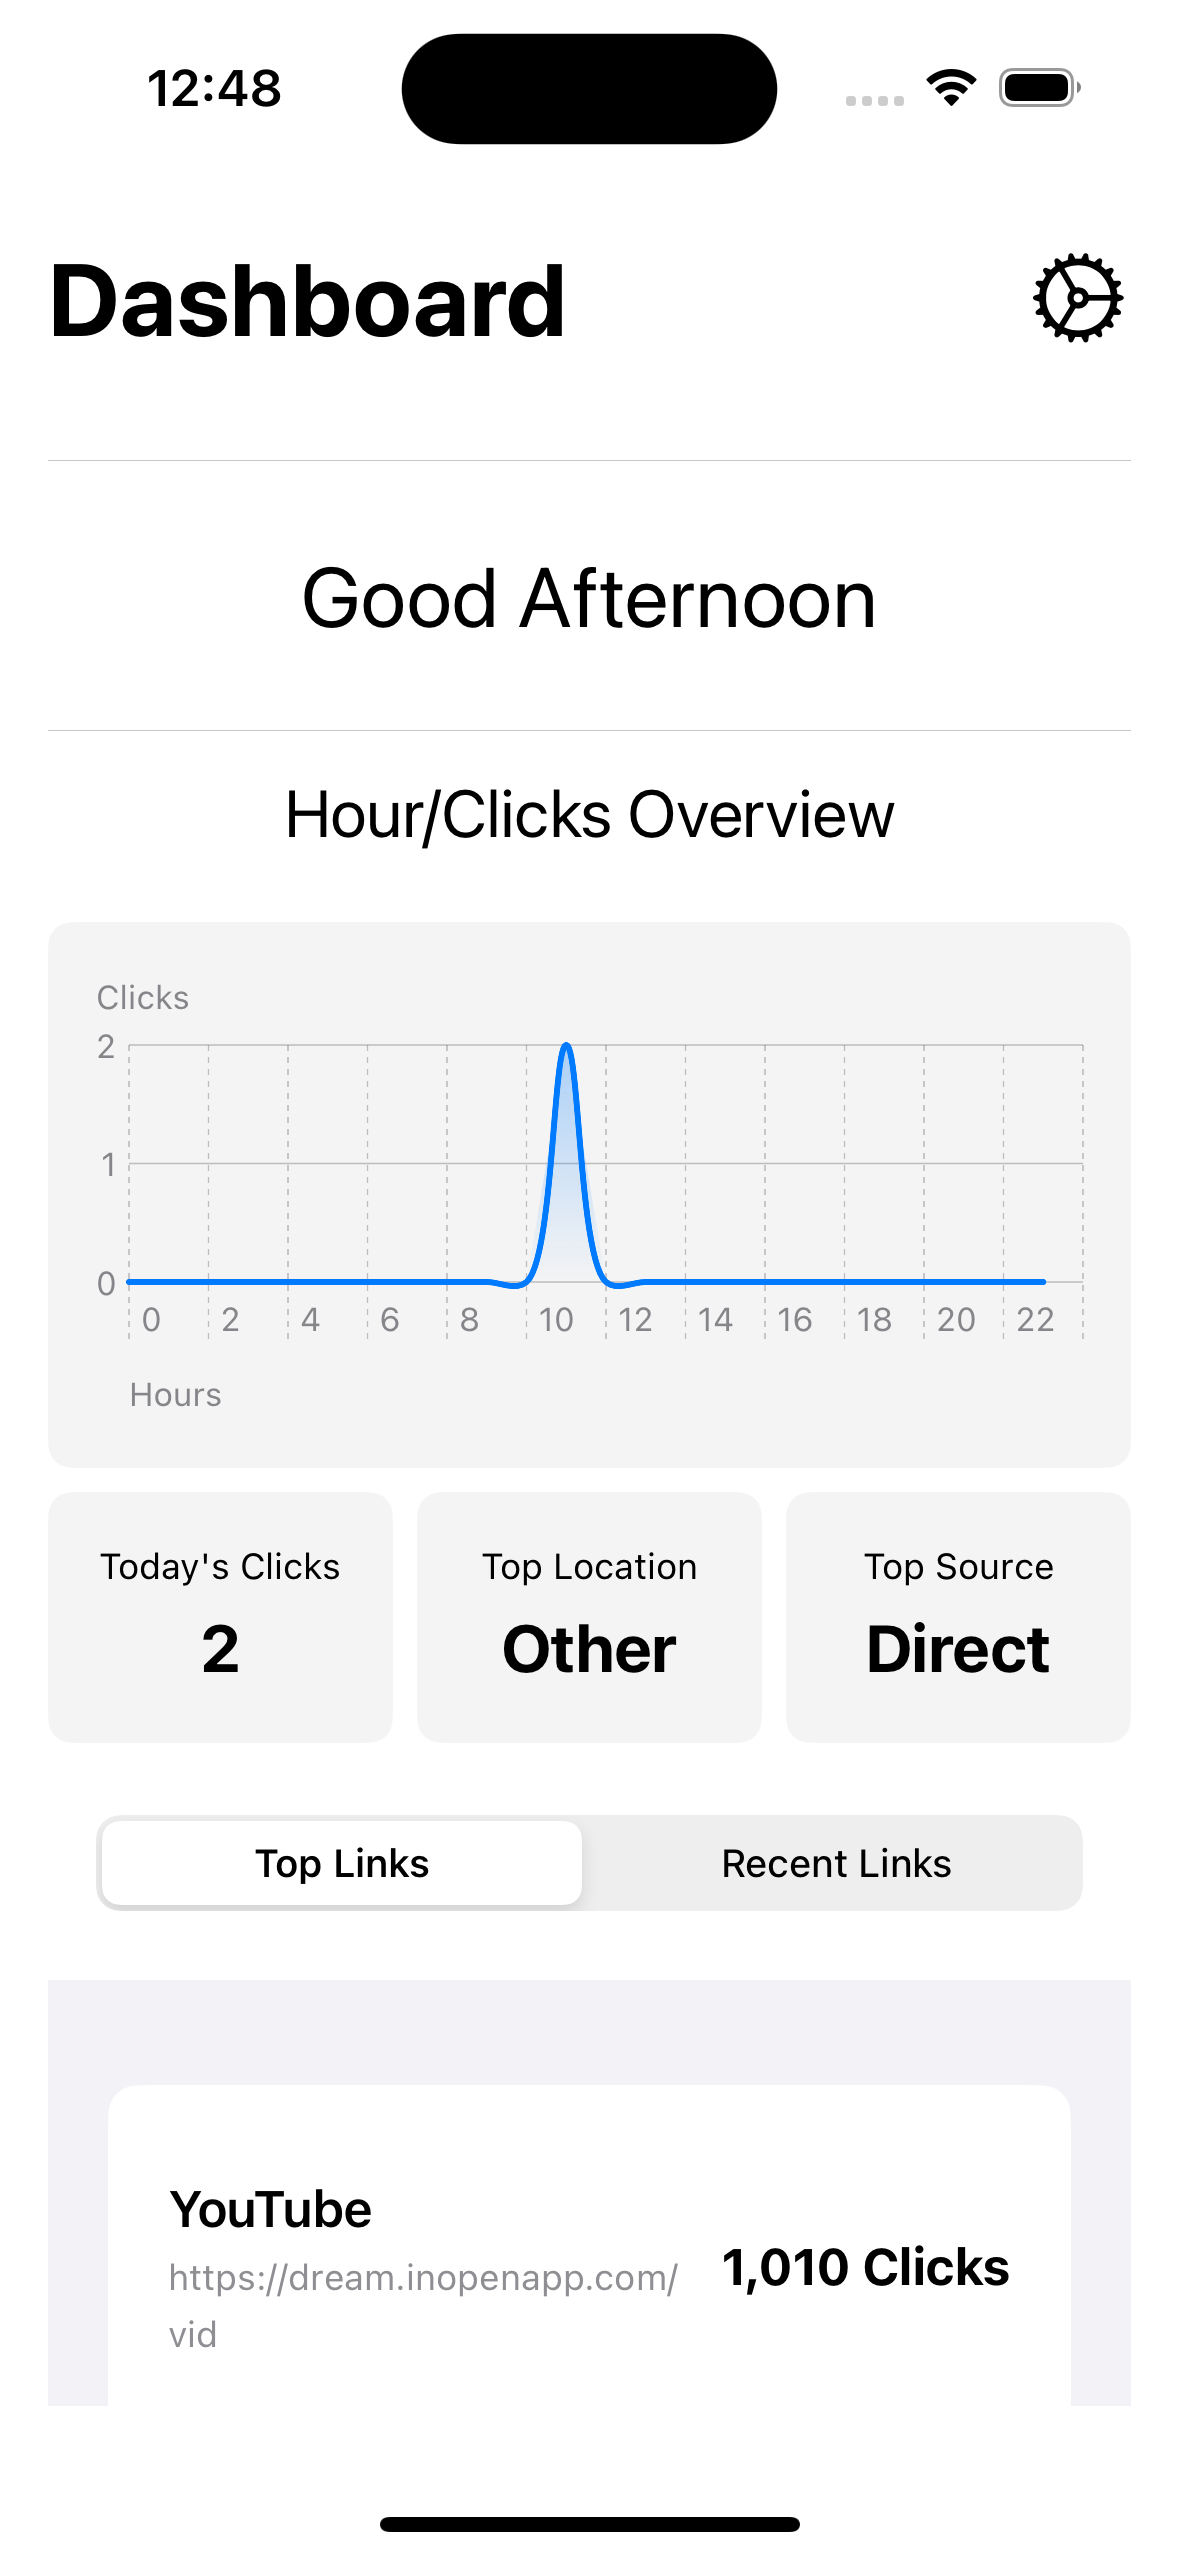 12:48
Dashboard
Good Afternoon
Hour/Clicks Overview
Clicks
2
1
0
0 2 4 6 8 10 12 14 16 18 20 22
Hours
Today's Clicks Top Location Top Source
2 Other Direct
Top Links Recent Links
YouTube
https://dream.inopenapp.com/ 1,010 Clicks
vid